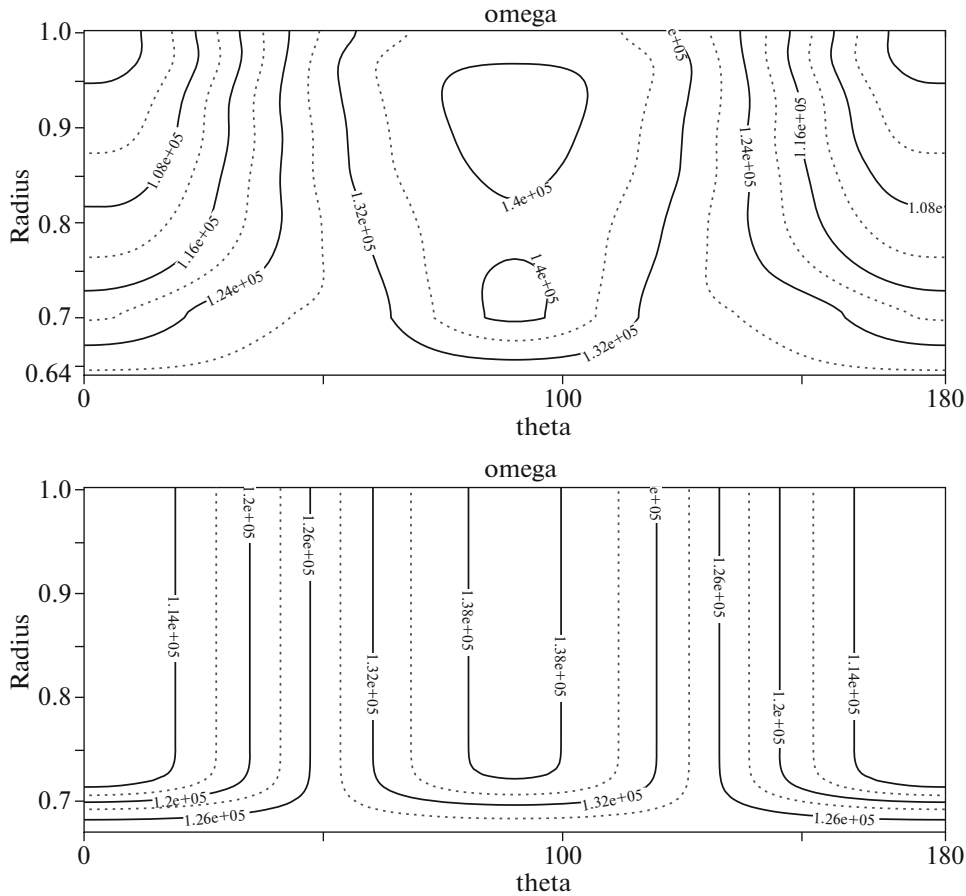 omega
1.0
0.9
0.8
0.7
0.64
Radius
e+05
1.08e+05
1.16e+05
1.24e+05
1.32e+05
1.4e+05
1.4e+05
1.32e+05
1.24e+05
1.16e+05
1.08e+
0
100
180
theta
omega
1.0
0.9
0.8
0.7
Radius
1.14e+05
1.2e+05
1.26e+05
1.32e+05
1.38e+05
1.38e+05
e+05
1.26e+05
1.2e+05
1.14e+05
1.2e+05
1.26e+05
1.32e+05
1.26e+05
0
100
180
theta